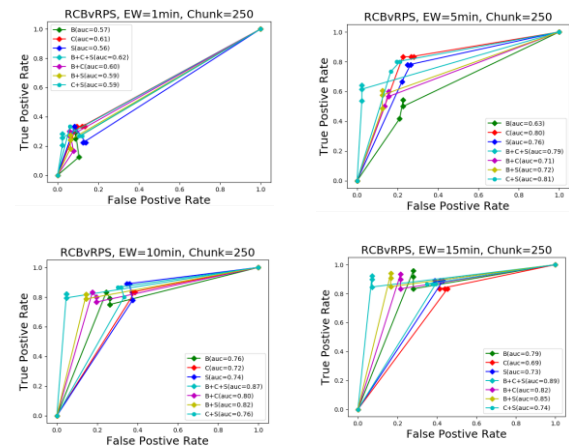 RCBvRPS, EW=1min, Chunk=250
1.0
0.8
0.6
0.4
0.2
0.0
True Postive Rate
B(auc=0.57)
C(auc=0.61)
S(auc=0.56)
B+C+S(auc=0.62)
B+C(auc=0.60)
B+S(auc=0.59)
C+S(auc=0.59)
0.0 0.2 0.4 0.6 0.8 1.0
False Postive Rate
RCBvRPS, EW=5min, Chunk=250
1.0
0.8
0.6
0.4
0.2
0.0
True Postive Rate
B(auc=0.63)
C(auc=0.80)
S(auc=0.76)
B+C+S(auc=0.79)
B+C(auc=0.71)
B+S(auc=0.72)
C+S(auc=0.81)
0.0 0.2 0.4 0.6 0.8 1.0
False Postive Rate
RCBvRPS, EW=10min, Chunk=250
1.0
0.8
0.6
0.4
0.2
0.0
True Postive Rate
B(auc=0.76)
C(auc=0.72)
S(auc=0.74)
B+C+S(auc=0.87)
B+C(auc=0.80)
B+S(auc=0.82)
C+S(auc=0.76)
0.0 0.2 0.4 0.6 0.8 1.0
False Postive Rate
RCBvRPS, EW=15min, Chunk=250
1.0
0.8
0.6
0.4
0.2
0.0
True Postive Rate
B(auc=0.79)
C(auc=0.69)
S(auc=0.73)
B+C+S(auc=0.89)
B+C(auc=0.82)
B+S(auc=0.85)
C+S(auc=0.74)
0.0 0.2 0.4 0.6 0.8 1.0
False Postive Rate